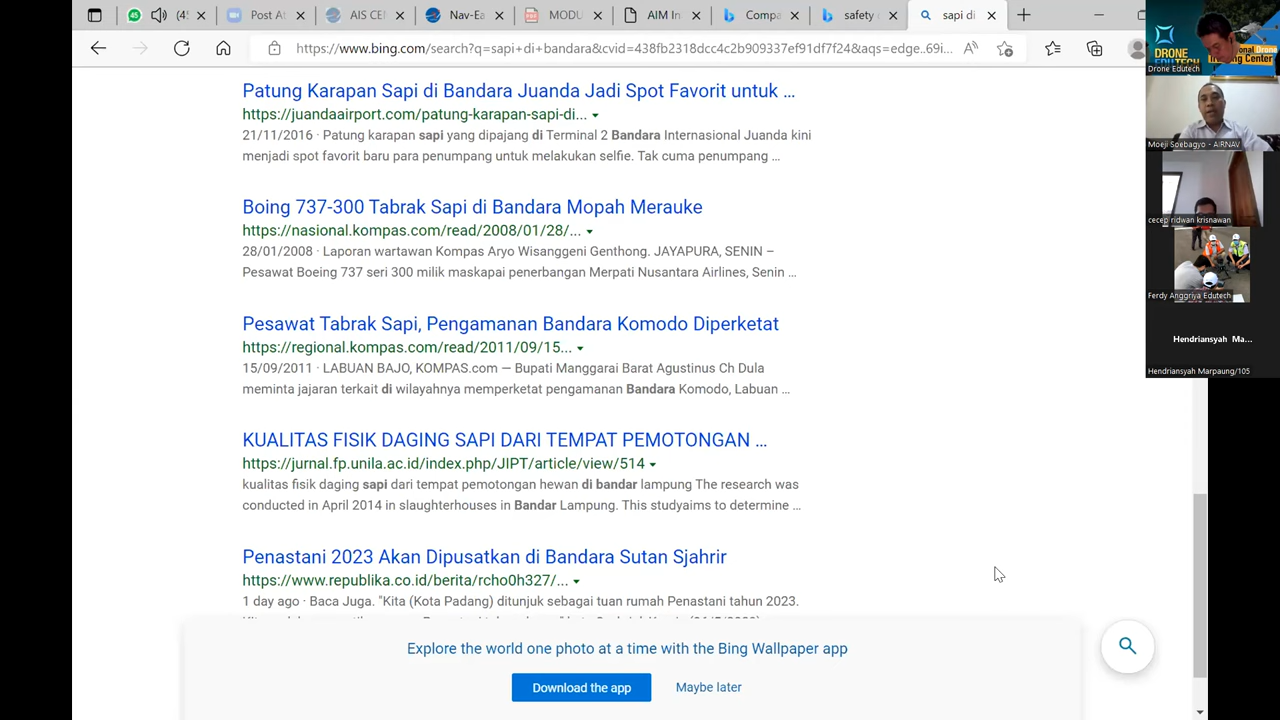 45
(45
Post At
AIS CEN
Nav-Ea
MODU
AIM In
Compa
safety c
sapi di
https://www.bing.com/search?q=sapi+di+bandara&cvid=438fb2318dcc4c2b909337ef91df7f24&aqs=edge..69i...
Patung Karapan Sapi di Bandara Juanda Jadi Spot Favorit untuk ...
https://juandaairport.com/patung-karapan-sapi-di...
21/11/2016 · Patung karapan sapi yang dipajang di Terminal 2 Bandara Internasional Juanda kini
menjadi spot favorit baru para penumpang untuk melakukan selfie. Tak cuma penumpang ...
Boing 737-300 Tabrak Sapi di Bandara Mopah Merauke
https://nasional.kompas.com/read/2008/01/28/...
28/01/2008 · Laporan wartawan Kompas Aryo Wisanggeni Genthong. JAYAPURA, SENIN –
Pesawat Boeing 737 seri 300 milik maskapai penerbangan Merpati Nusantara Airlines, Senin ...
Pesawat Tabrak Sapi, Pengamanan Bandara Komodo Diperketat
https://regional.kompas.com/read/2011/09/15...
15/09/2011 · LABUAN BAJO, KOMPAS.com — Bupati Manggarai Barat Agustinus Ch Dula
meminta jajaran terkait di wilayahnya memperketat pengamanan Bandara Komodo, Labuan ...
KUALITAS FISIK DAGING SAPI DARI TEMPAT PEMOTONGAN ...
https://jurnal.fp.unila.ac.id/index.php/JIPT/article/view/514
kualitas fisik daging sapi dari tempat pemotongan hewan di bandar lampung The research was
conducted in April 2014 in slaughterhouses in Bandar Lampung. This studyaims to determine ...
Penastani 2023 Akan Dipusatkan di Bandara Sutan Sjahrir
https://www.republika.co.id/berita/rcho0h327/...
1 day ago · Baca Juga. "Kita (Kota Padang) ditunjuk sebagai tuan rumah Penastani tahun 2023.
Explore the world one photo at a time with the Bing Wallpaper app
Download the app
Maybe later
DRONE
Drone Edutech
Moeji Soebagyo - AIRNAV
cecep ridwan krisnawan
Ferdy Anggriya Edutech
Hendriansyah Ma...
Hendriansyah Marpaung/105